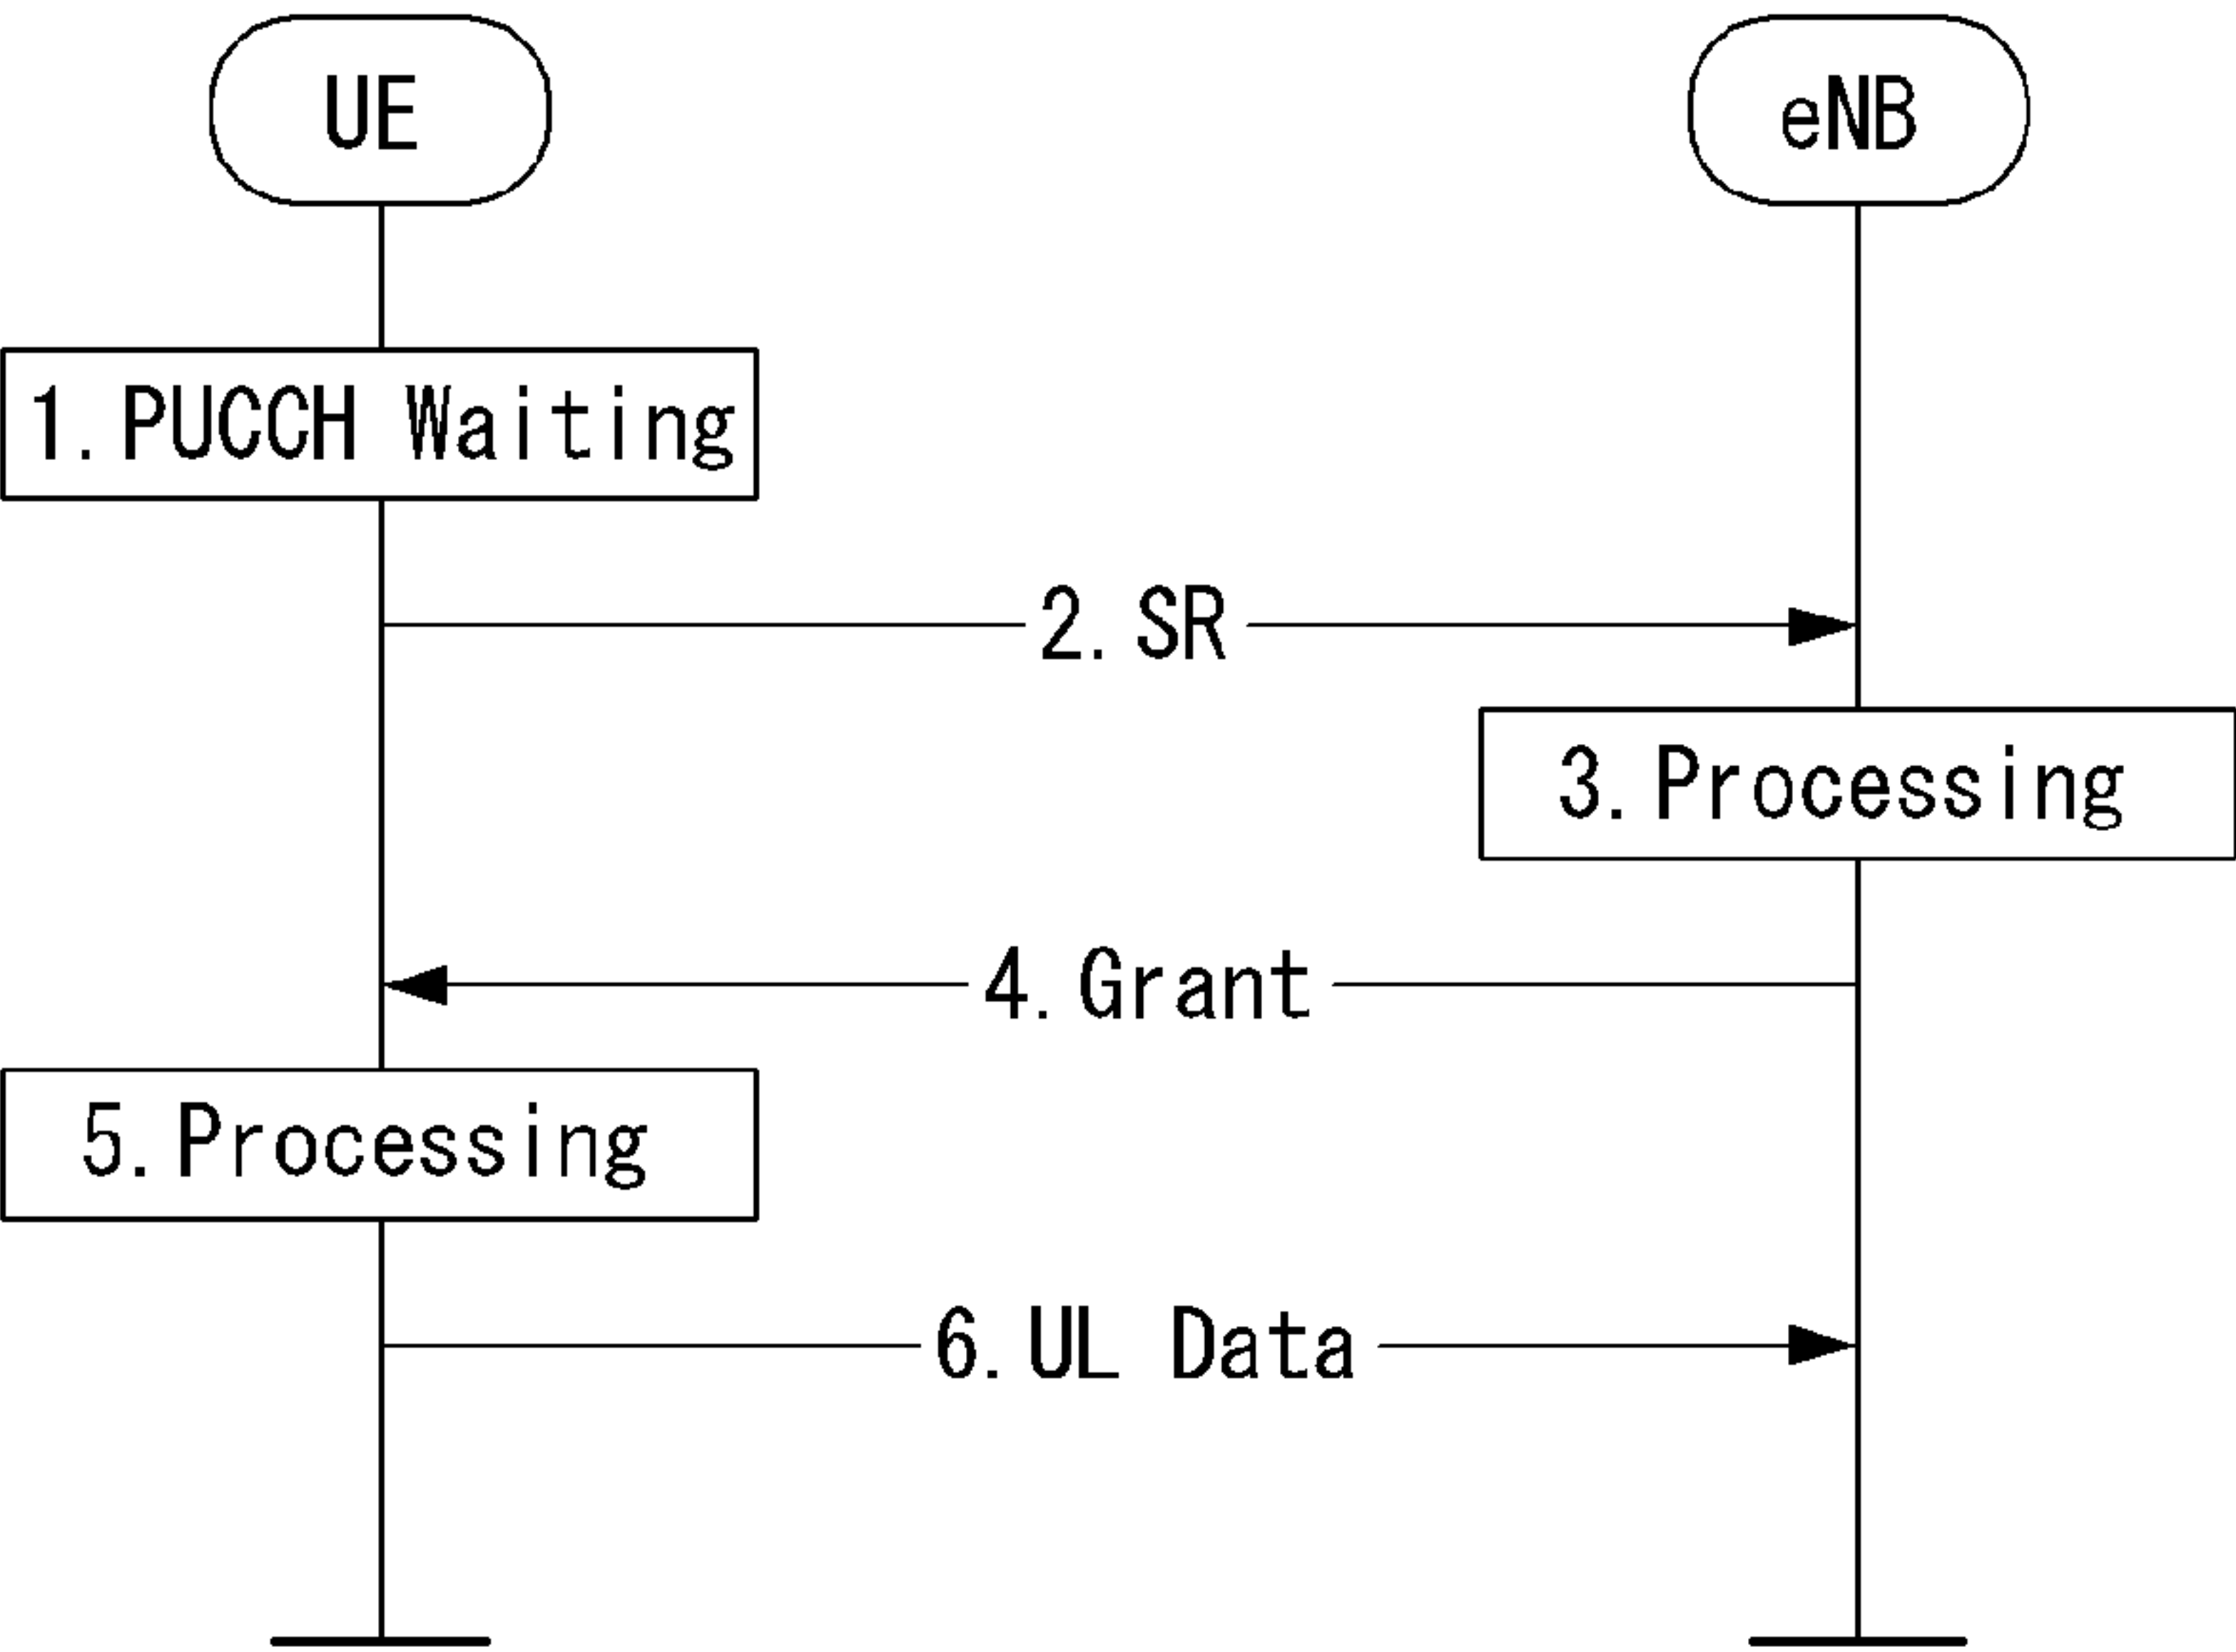 UE
eNB
1.PUCCH Waiting
2.SR
3.Processing
4.Grant
5.Processing
6.UL Data